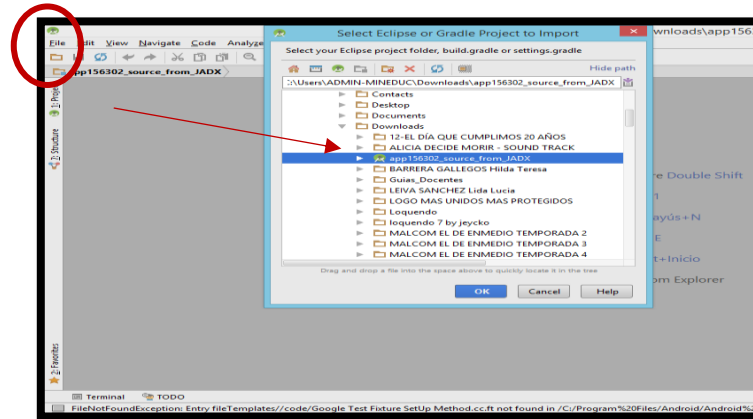 Select Eclipse or Gradle Project to Import
wnloads\app156
File Edit View Navigate Code Analyze
Select your Eclipse project folder, build.gradle or settings.gradle
Hide path
app156302_source_from_JADX
:\Users\ADMIN-MINEDUC\Downloads\app156302_source_from_JADX
Contacts
Desktop
Documents
Downloads
12-EL DÍA QUE CUMPLIMOS 20 AÑOS
ALICIA DECIDE MORIR - SOUND TRACK
app156302_source_from_JADX
BARRERA GALLEGOS Hilda Teresa
Guias_Docentes
LEIVA SANCHEZ Lida Lucia
LOGO MAS UNIDOS MAS PROTEGIDOS
Loquendo
loquendo 7 by jeycko
MALCOM EL DE ENMEDIO TEMPORADA 2
MALCOM EL DE ENMEDIO TEMPORADA 3
MALCOM EL DE ENMEDIO TEMPORADA 4
Drag and drop a file into the space above to quickly locate it in the tree
OK Cancel Help
1: Proje
7: Structure
2: Favorites
re Double Shift
ayús+N
E
t+Inicio
om Explorer
Terminal TODO
FileNotFoundException: Entry fileTemplates//code/Google Test Fixture SetUp Method.cc.ft not found in /C:/Program%20Files/Android/Android%